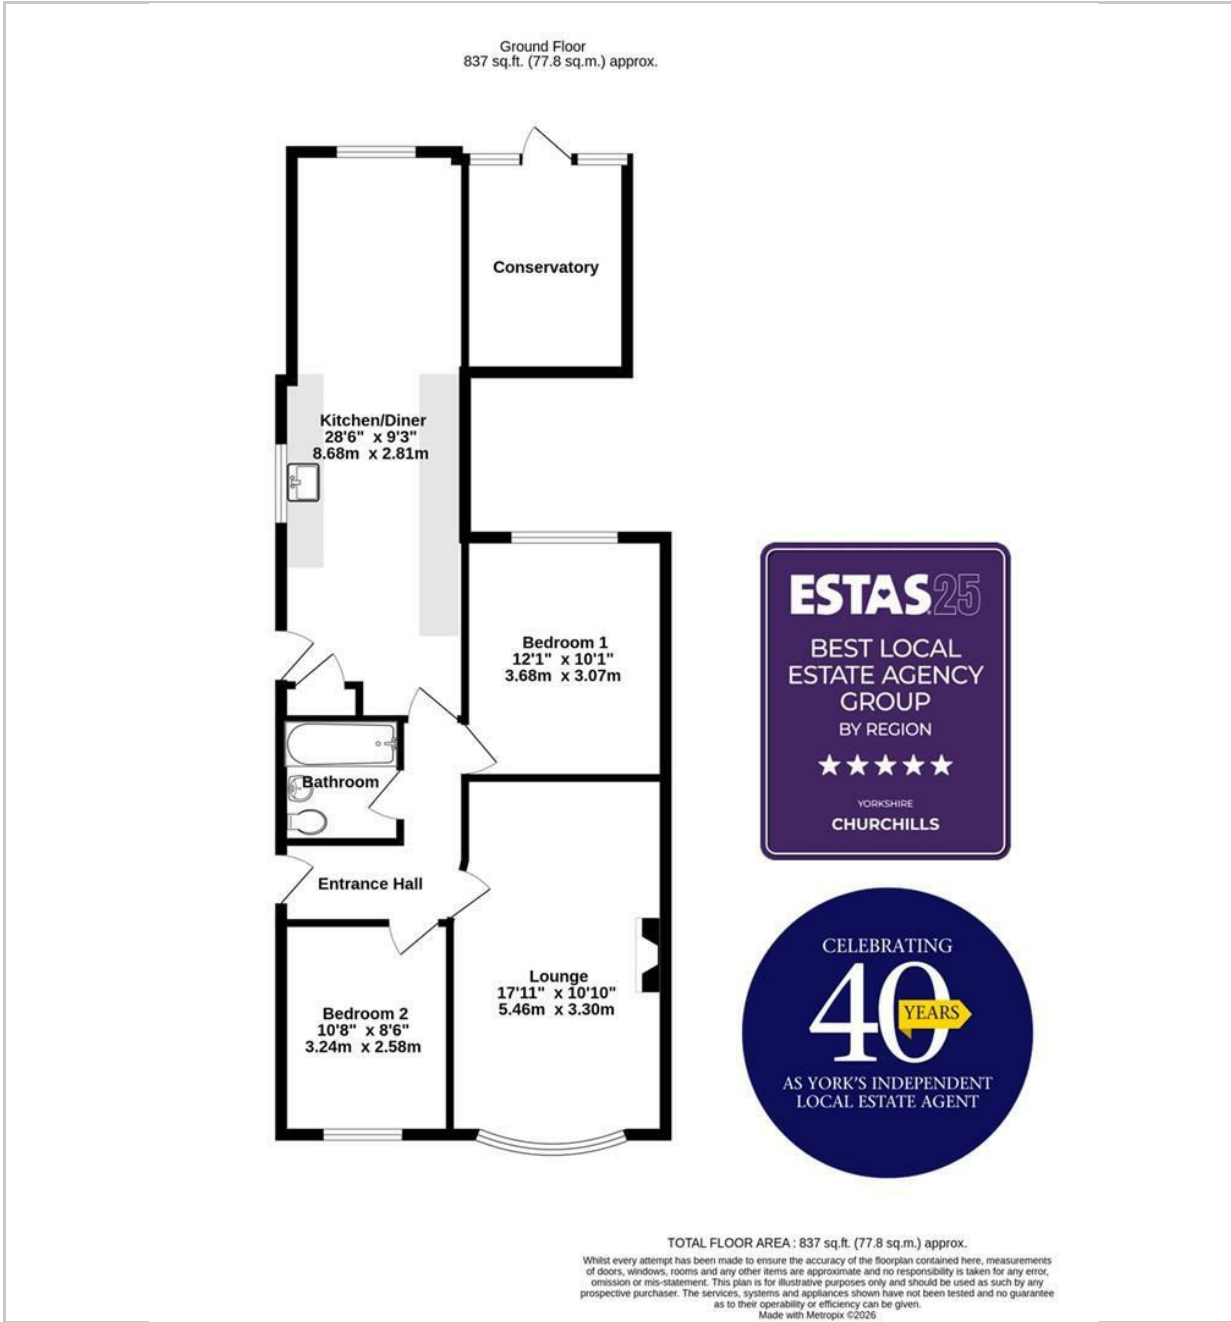 Ground Floor
837 sq.ft. (77.8 sq.m.) approx.
Conservatory
Kitchen/Diner
28'6" x 9'3"
8.68m x 2.81m
Bedroom 1
12'1" x 10'1"
3.68m x 3.07m
Bathroom
Entrance Hall
Lounge
17'11" x 10'10"
5.46m x 3.30m
Bedroom 2
10'8" x 8'6"
3.24m x 2.58m
ESTAS 25
BEST LOCAL
ESTATE AGENCY
GROUP
BY REGION
YORKSHIRE
CHURCHILLS
CELEBRATING
40
YEARS
AS YORK'S INDEPENDENT
LOCAL ESTATE AGENT
TOTAL FLOOR AREA : 837 sq.ft. (77.8 sq.m.) approx.
Whilst every attempt has been made to ensure the accuracy of the floorplan contained here, measurements
of doors, windows, rooms and any other items are approximate and no responsibility is taken for any error,
omission or mis-statement. This plan is for illustrative purposes only and should be used as such by any
prospective purchaser. The services, systems and appliances shown have not been tested and no guarantee
as to their operability or efficiency can be given.
Made with Metropix ©2026